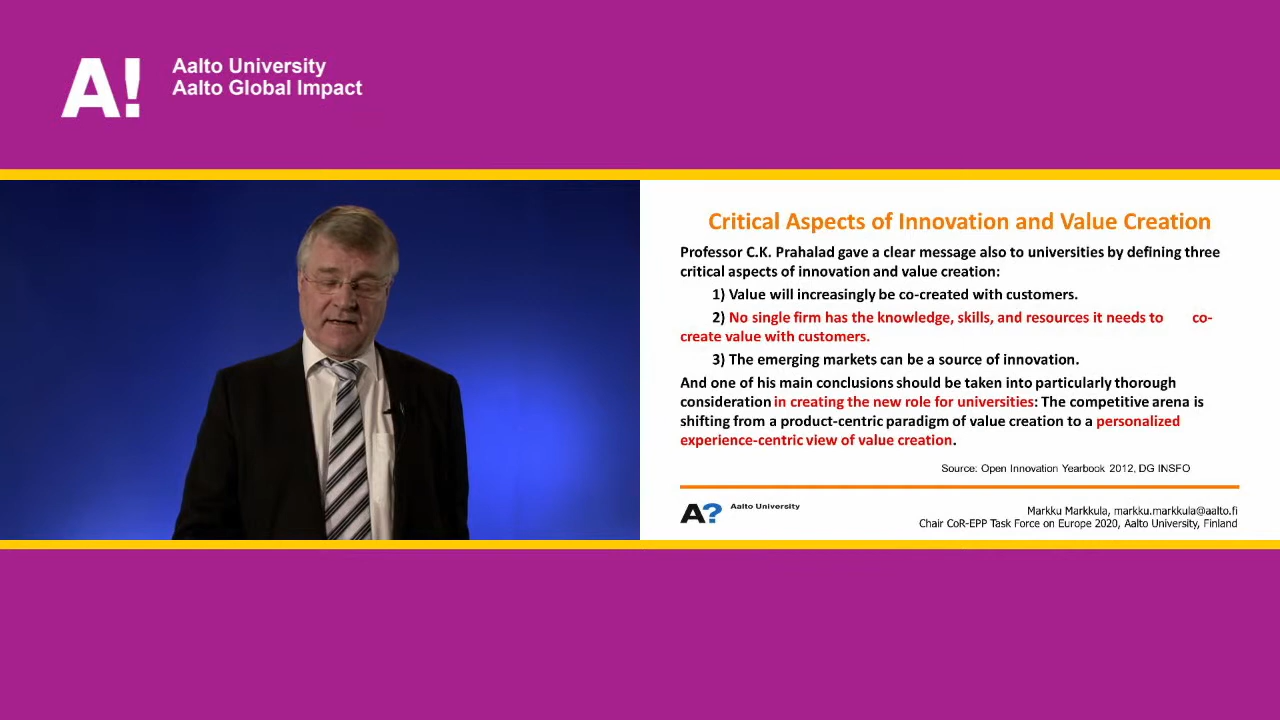 A!
Aalto University
Aalto Global Impact
Critical Aspects of Innovation and Value Creation
Professor C.K. Prahalad gave a clear message also to universities by defining three
critical aspects of innovation and value creation:
1) Value will increasingly be co-created with customers.
2) No single firm has the knowledge, skills, and resources it needs to co-
create value with customers.
3) The emerging markets can be a source of innovation.
And one of his main conclusions should be taken into particularly thorough
consideration in creating the new role for universities: The competitive arena is
shifting from a product-centric paradigm of value creation to a personalized
experience-centric view of value creation.
Source: Open Innovation Yearbook 2012, DG INSFO
A? Aalto University
Markku Markkula, markku.markkula@aalto.fi
Chair CoR-EPP Task Force on Europe 2020, Aalto University, Finland